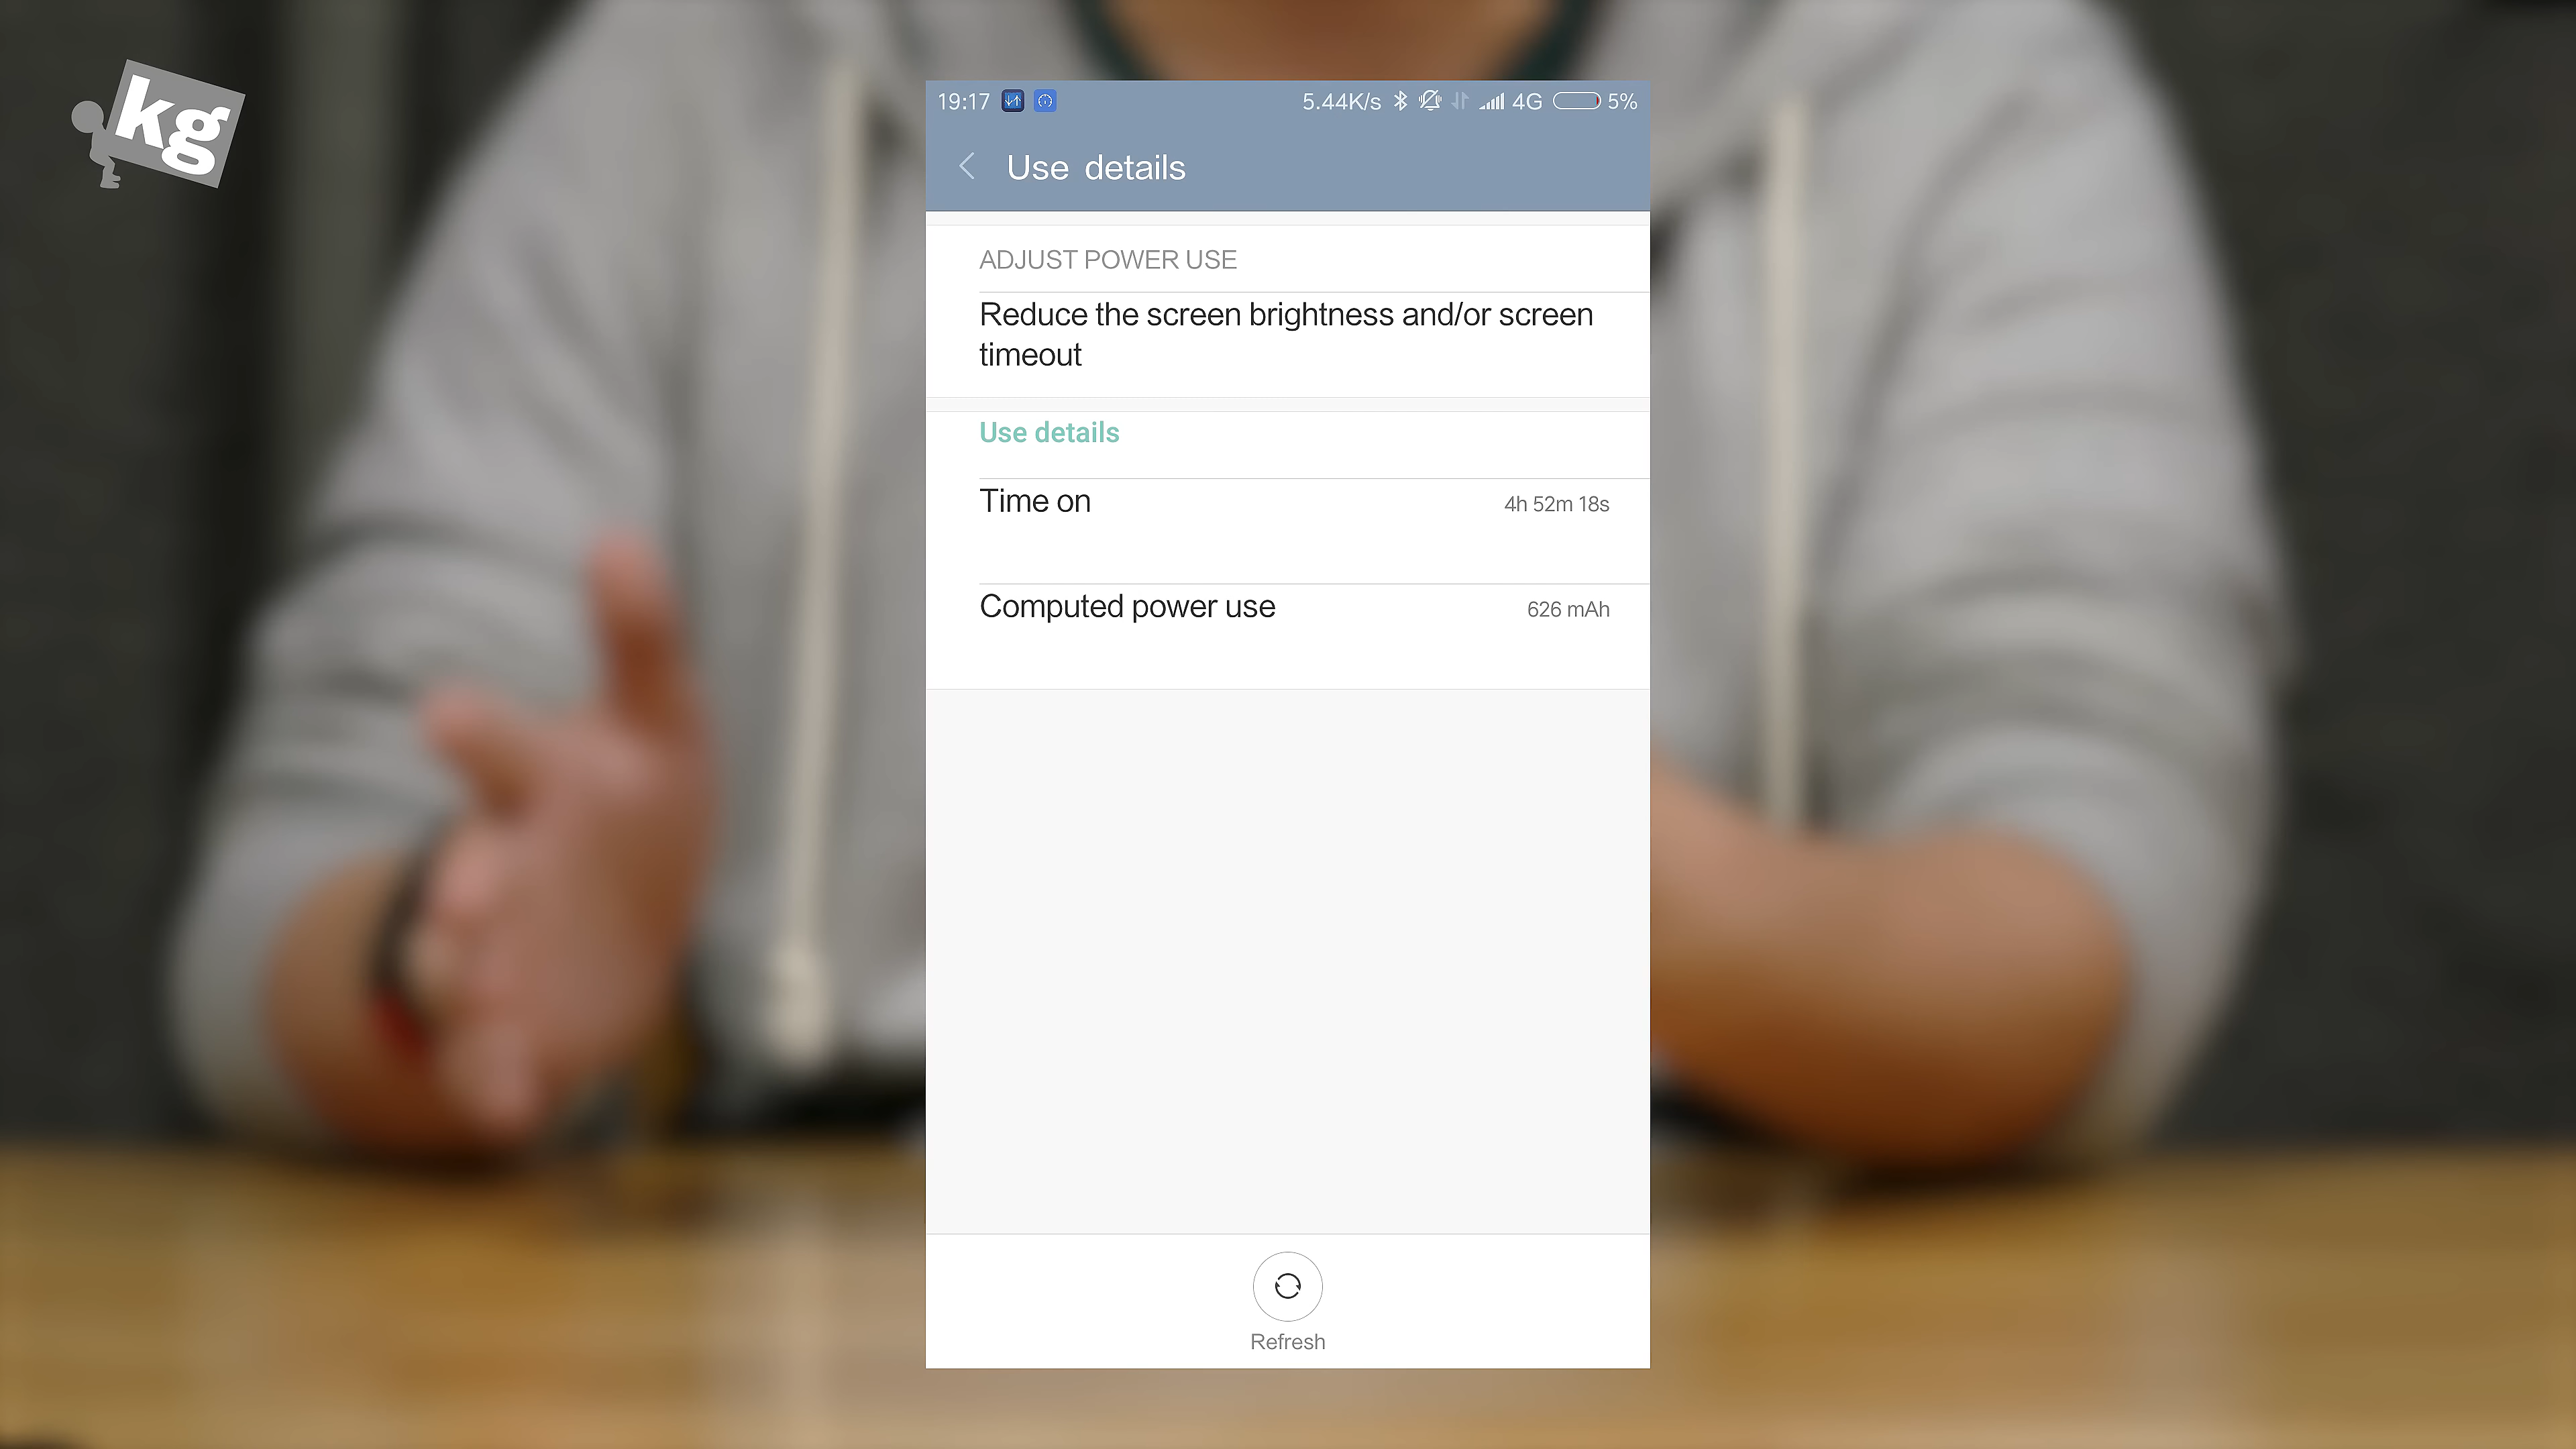 kg
19:17 5.44K/s 4G 5%
Use details
ADJUST POWER USE
Reduce the screen brightness and/or screen
timeout
Use details
Time on 4h 52m 18s
Computed power use 626 mAh
Refresh